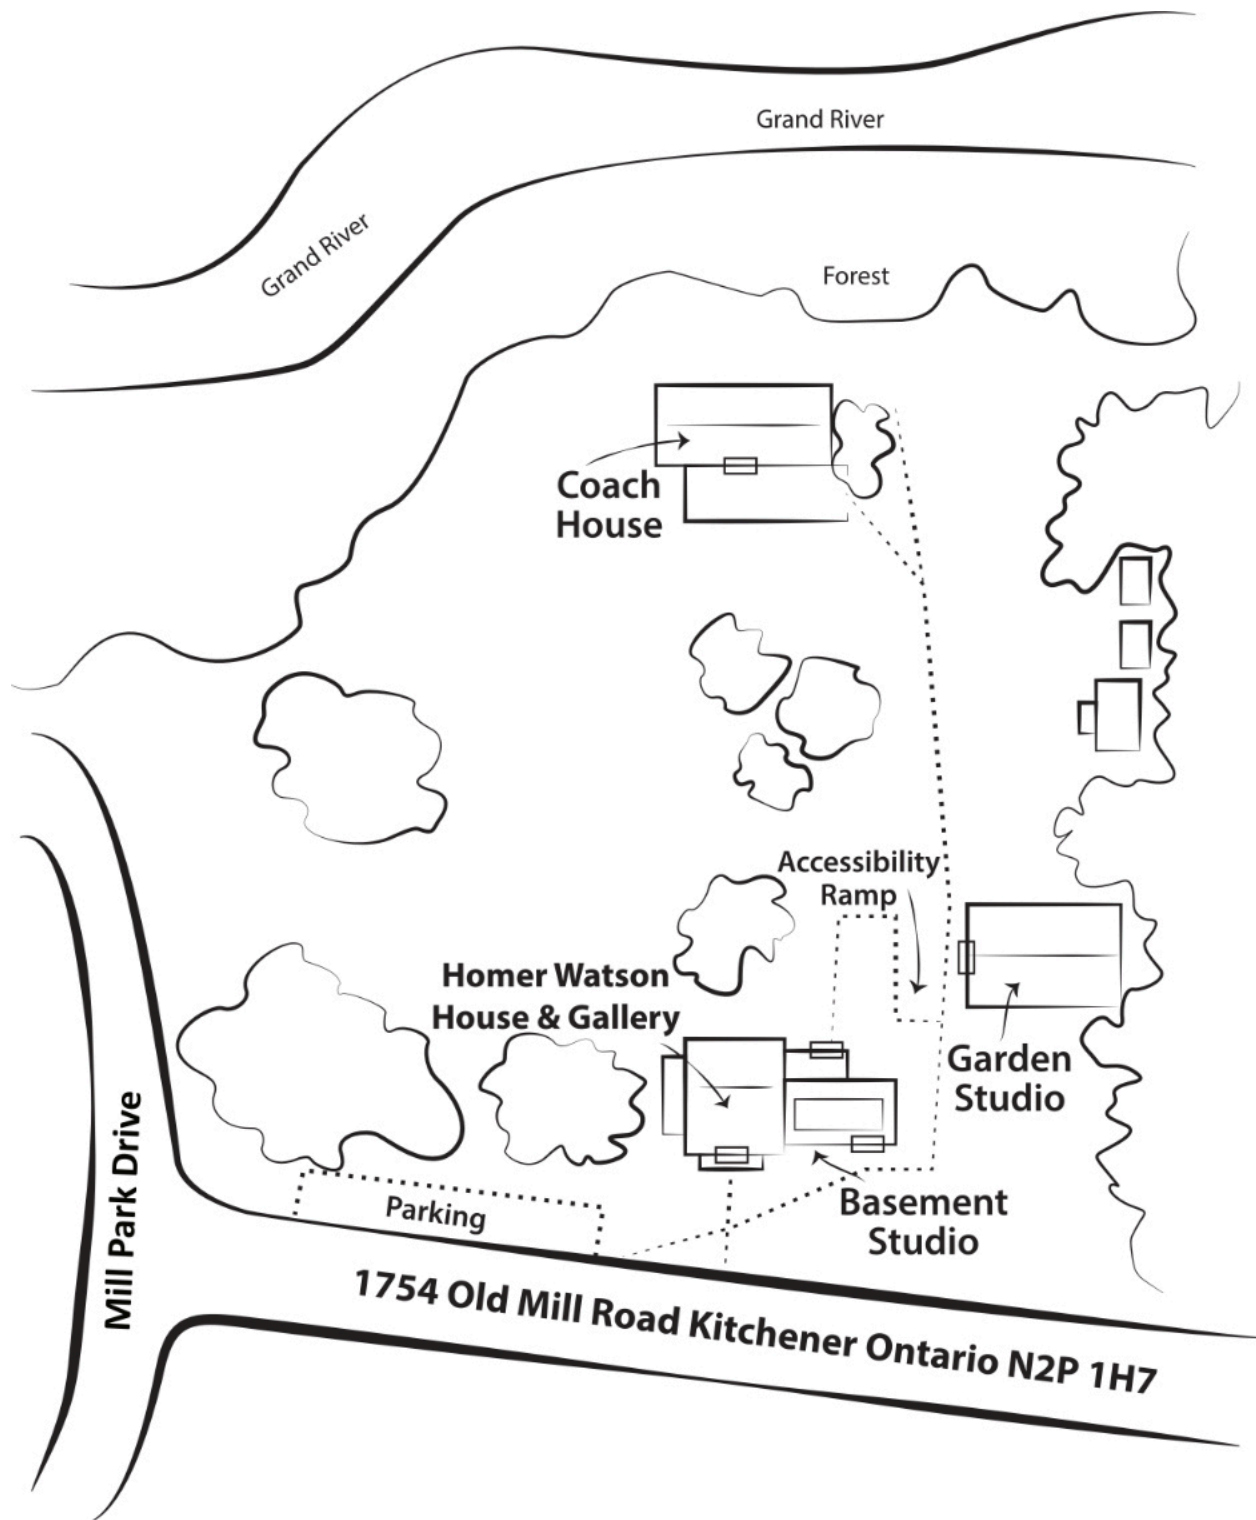 Grand River
Grand River
Forest
Coach
House
Accessibility
Ramp
Homer Watson
House & Gallery
Garden
Studio
Mill Park Drive
Parking
Basement
Studio
1754 Old Mill Road Kitchener Ontario N2P 1H7